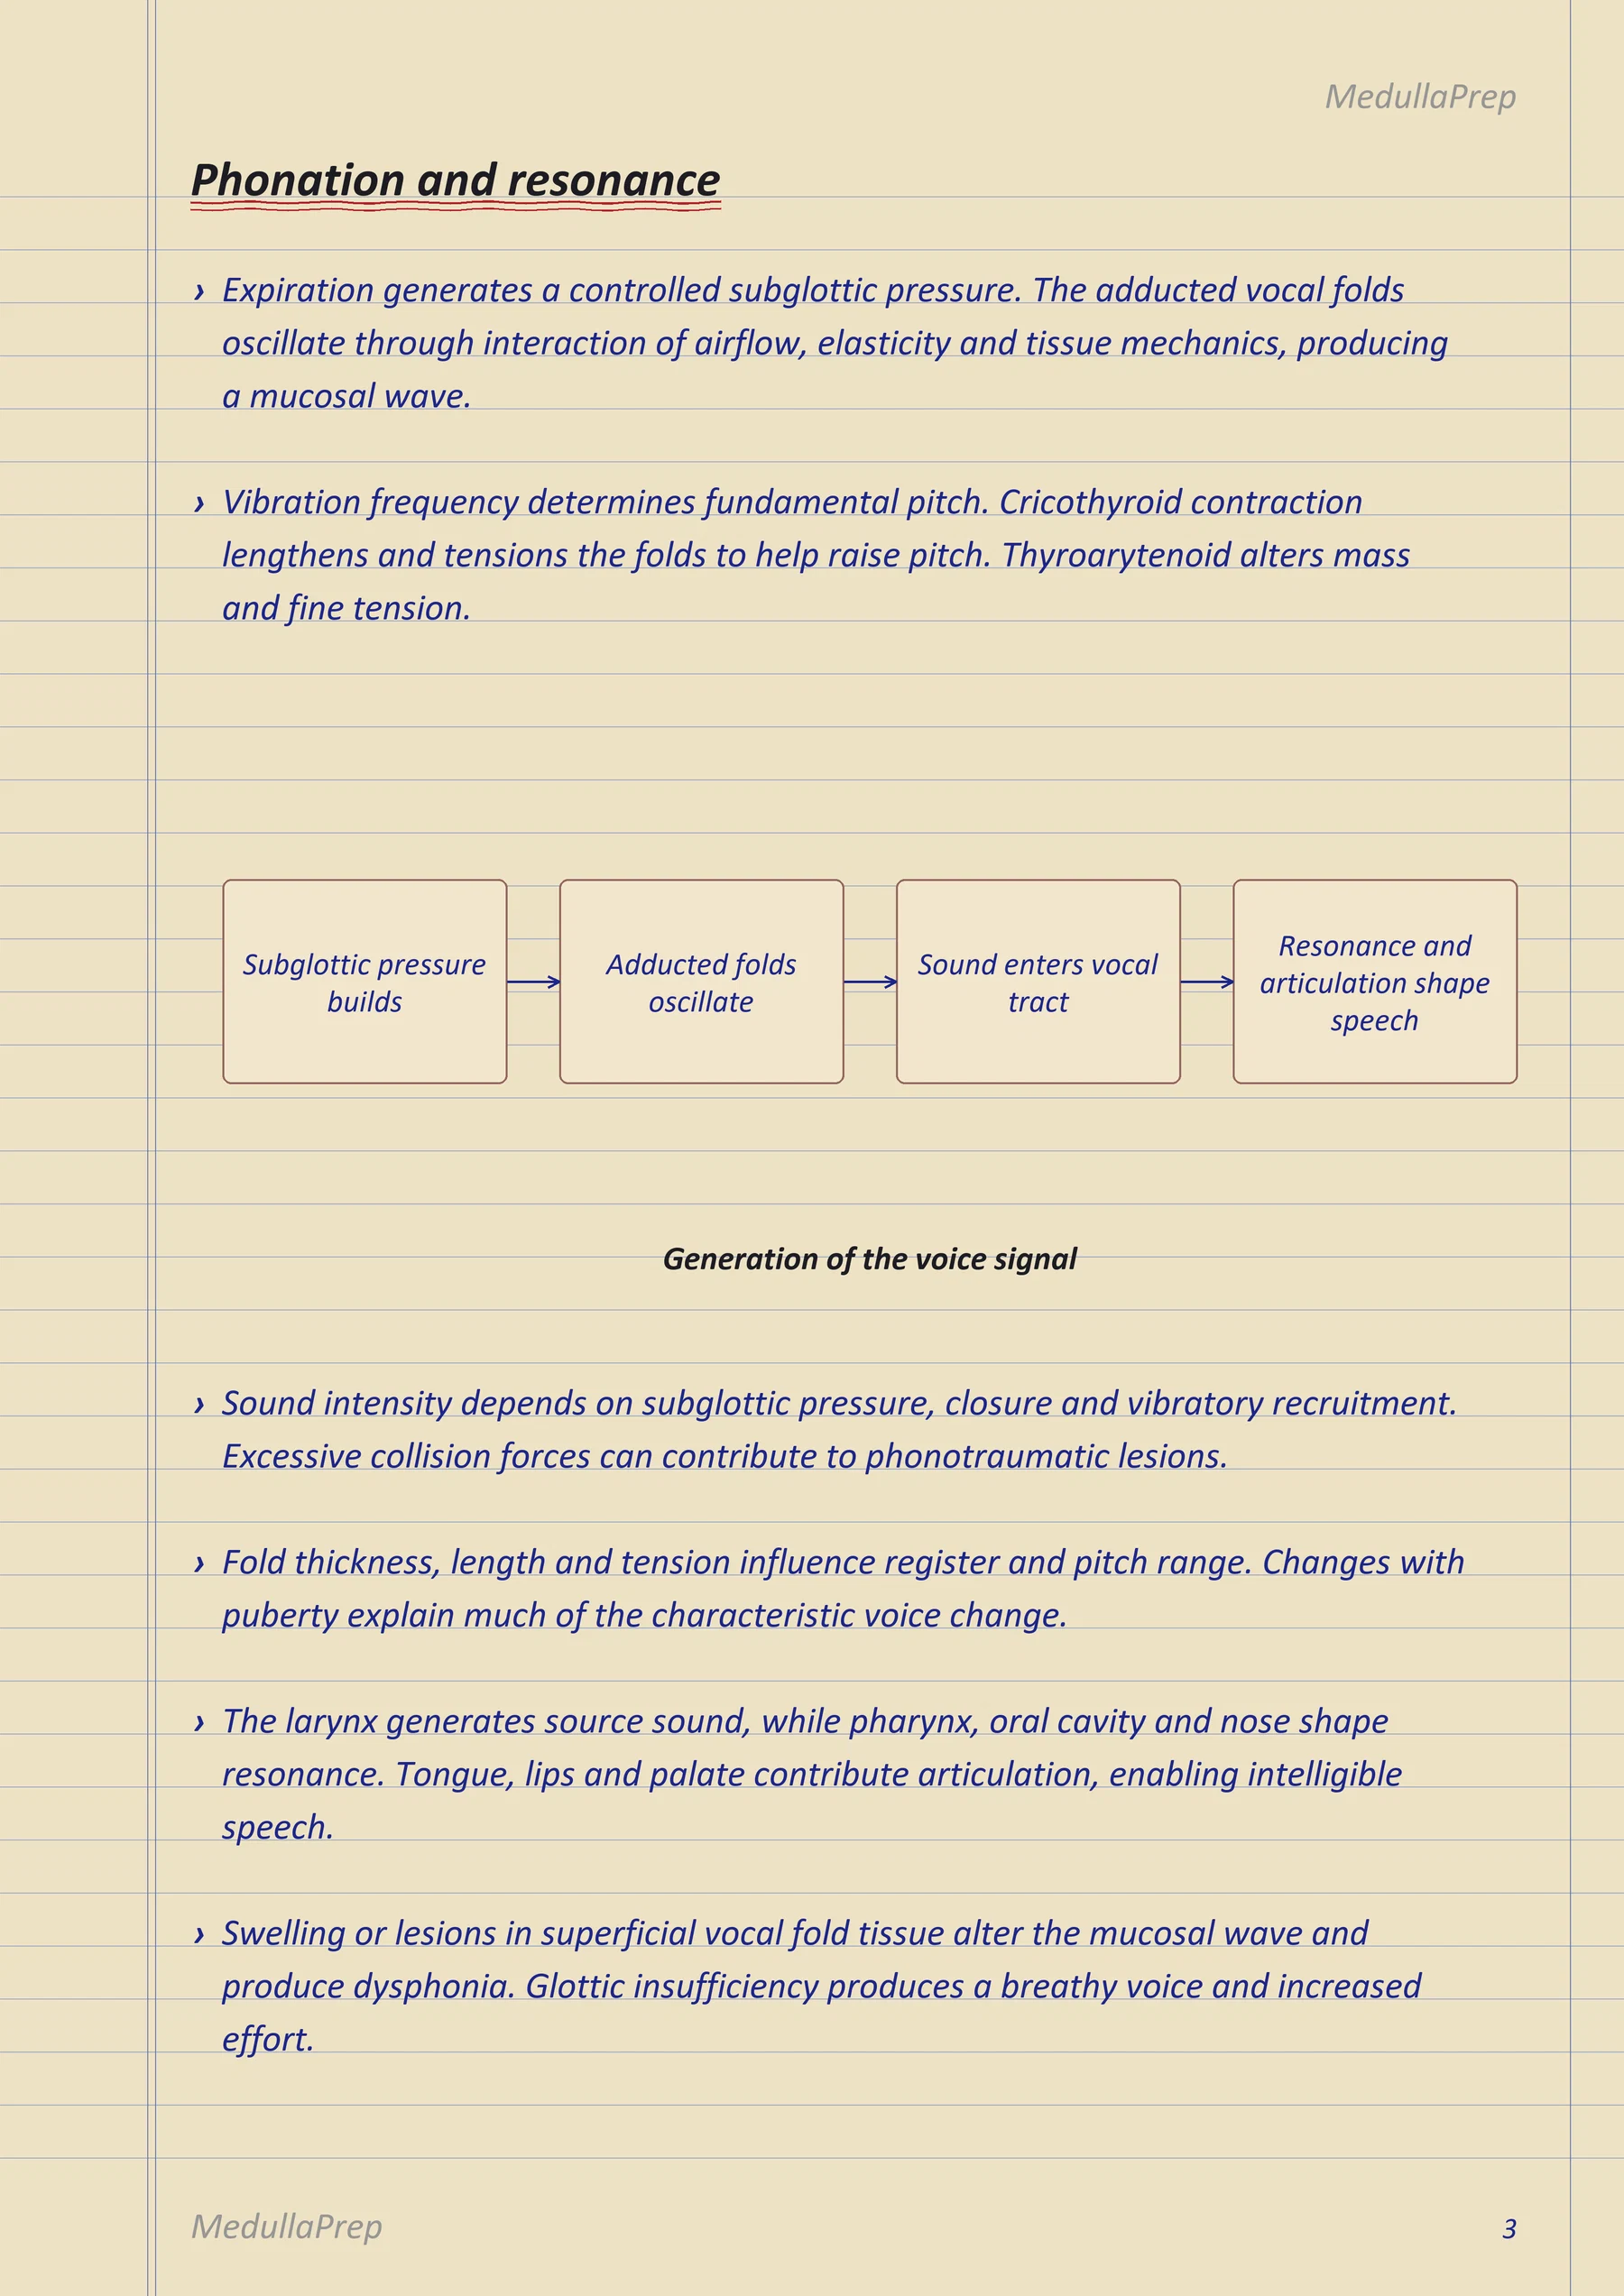 MedullaPrep
Phonation and resonance
› Expiration generates a controlled subglottic pressure. The adducted vocal folds
oscillate through interaction of airflow, elasticity and tissue mechanics, producing
a mucosal wave.
› Vibration frequency determines fundamental pitch. Cricothyroid contraction
lengthens and tensions the folds to help raise pitch. Thyroarytenoid alters mass
and fine tension.
Subglottic pressure
builds
Adducted folds
oscillate
Sound enters vocal
tract
Resonance and
articulation shape
speech
Generation of the voice signal
› Sound intensity depends on subglottic pressure, closure and vibratory recruitment.
Excessive collision forces can contribute to phonotraumatic lesions.
› Fold thickness, length and tension influence register and pitch range. Changes with
puberty explain much of the characteristic voice change.
› The larynx generates source sound, while pharynx, oral cavity and nose shape
resonance. Tongue, lips and palate contribute articulation, enabling intelligible
speech.
› Swelling or lesions in superficial vocal fold tissue alter the mucosal wave and
produce dysphonia. Glottic insufficiency produces a breathy voice and increased
effort.
MedullaPrep
3